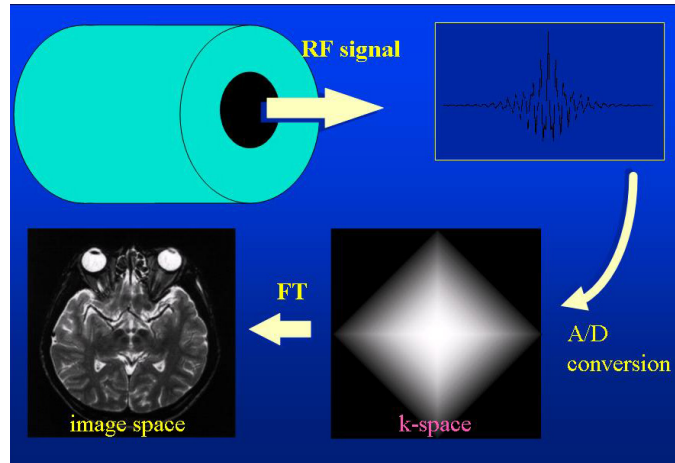 RF signal
A/D
conversion
FT
image space
k-space